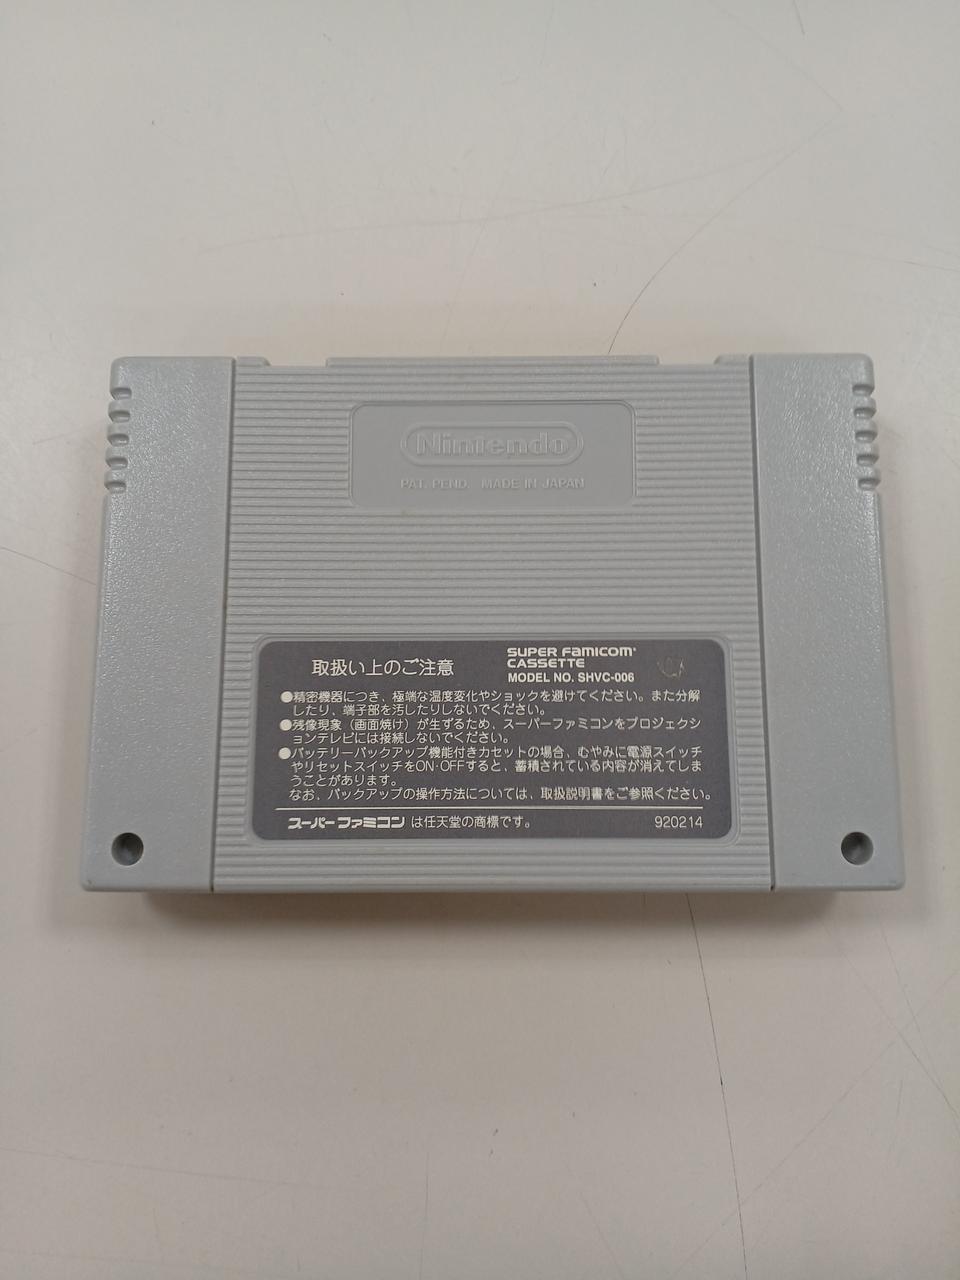 Nintendo
PAT. PEND. MADE IN JAPAN
取扱い上のご注意
SUPER FAMICOM
CASSETTE
MODEL NO. SHVC-006
●精密機器につき、極端な温度変化やショックを避けてください。また分解
したり、端子部を汚したりしないでください。
●残像現象（画面焼け）が生ずるため、スーパーファミコンをプロジェクシ
ョンテレビには接続しないでください。
●バッテリーバックアップ機能付きカセットの場合、むやみに電源スイッチ
やリセットスイッチをON·OFFすると、蓄積されている内容が消えてしま
うことがあります。
なお、バックアップの操作方法については、取扱説明書をご参照ください。
スーパーファミコン は任天堂の商標です。
920214